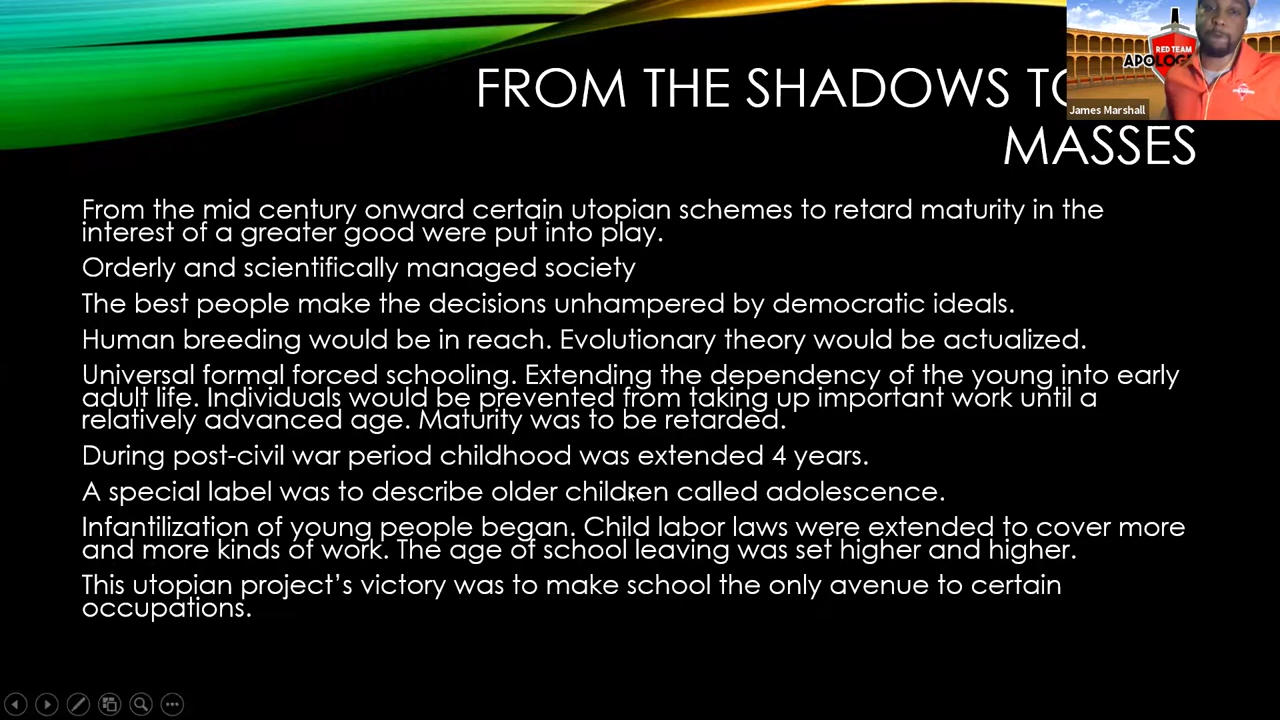 FROM THE SHADOWS TO
MASSES
RED TEAM
James Marshall
From the mid century onward certain utopian schemes to retard maturity in the
interest of a greater good were put into play.
Orderly and scientifically managed society
The best people make the decisions unhampered by democratic ideals.
Human breeding would be in reach. Evolutionary theory would be actualized.
Universal formal forced schooling. Extending the dependency of the young into early
adult life. Individuals would be prevented from taking up important work until a
relatively advanced age. Maturity was to be retarded.
During post-civil war period childhood was extended 4 years.
A special label was to describe older children called adolescence.
Infantilization of young people began. Child labor laws were extended to cover more
and more kinds of work. The age of school leaving was set higher and higher.
This utopian project's victory was to make school the only avenue to certain
occupations.